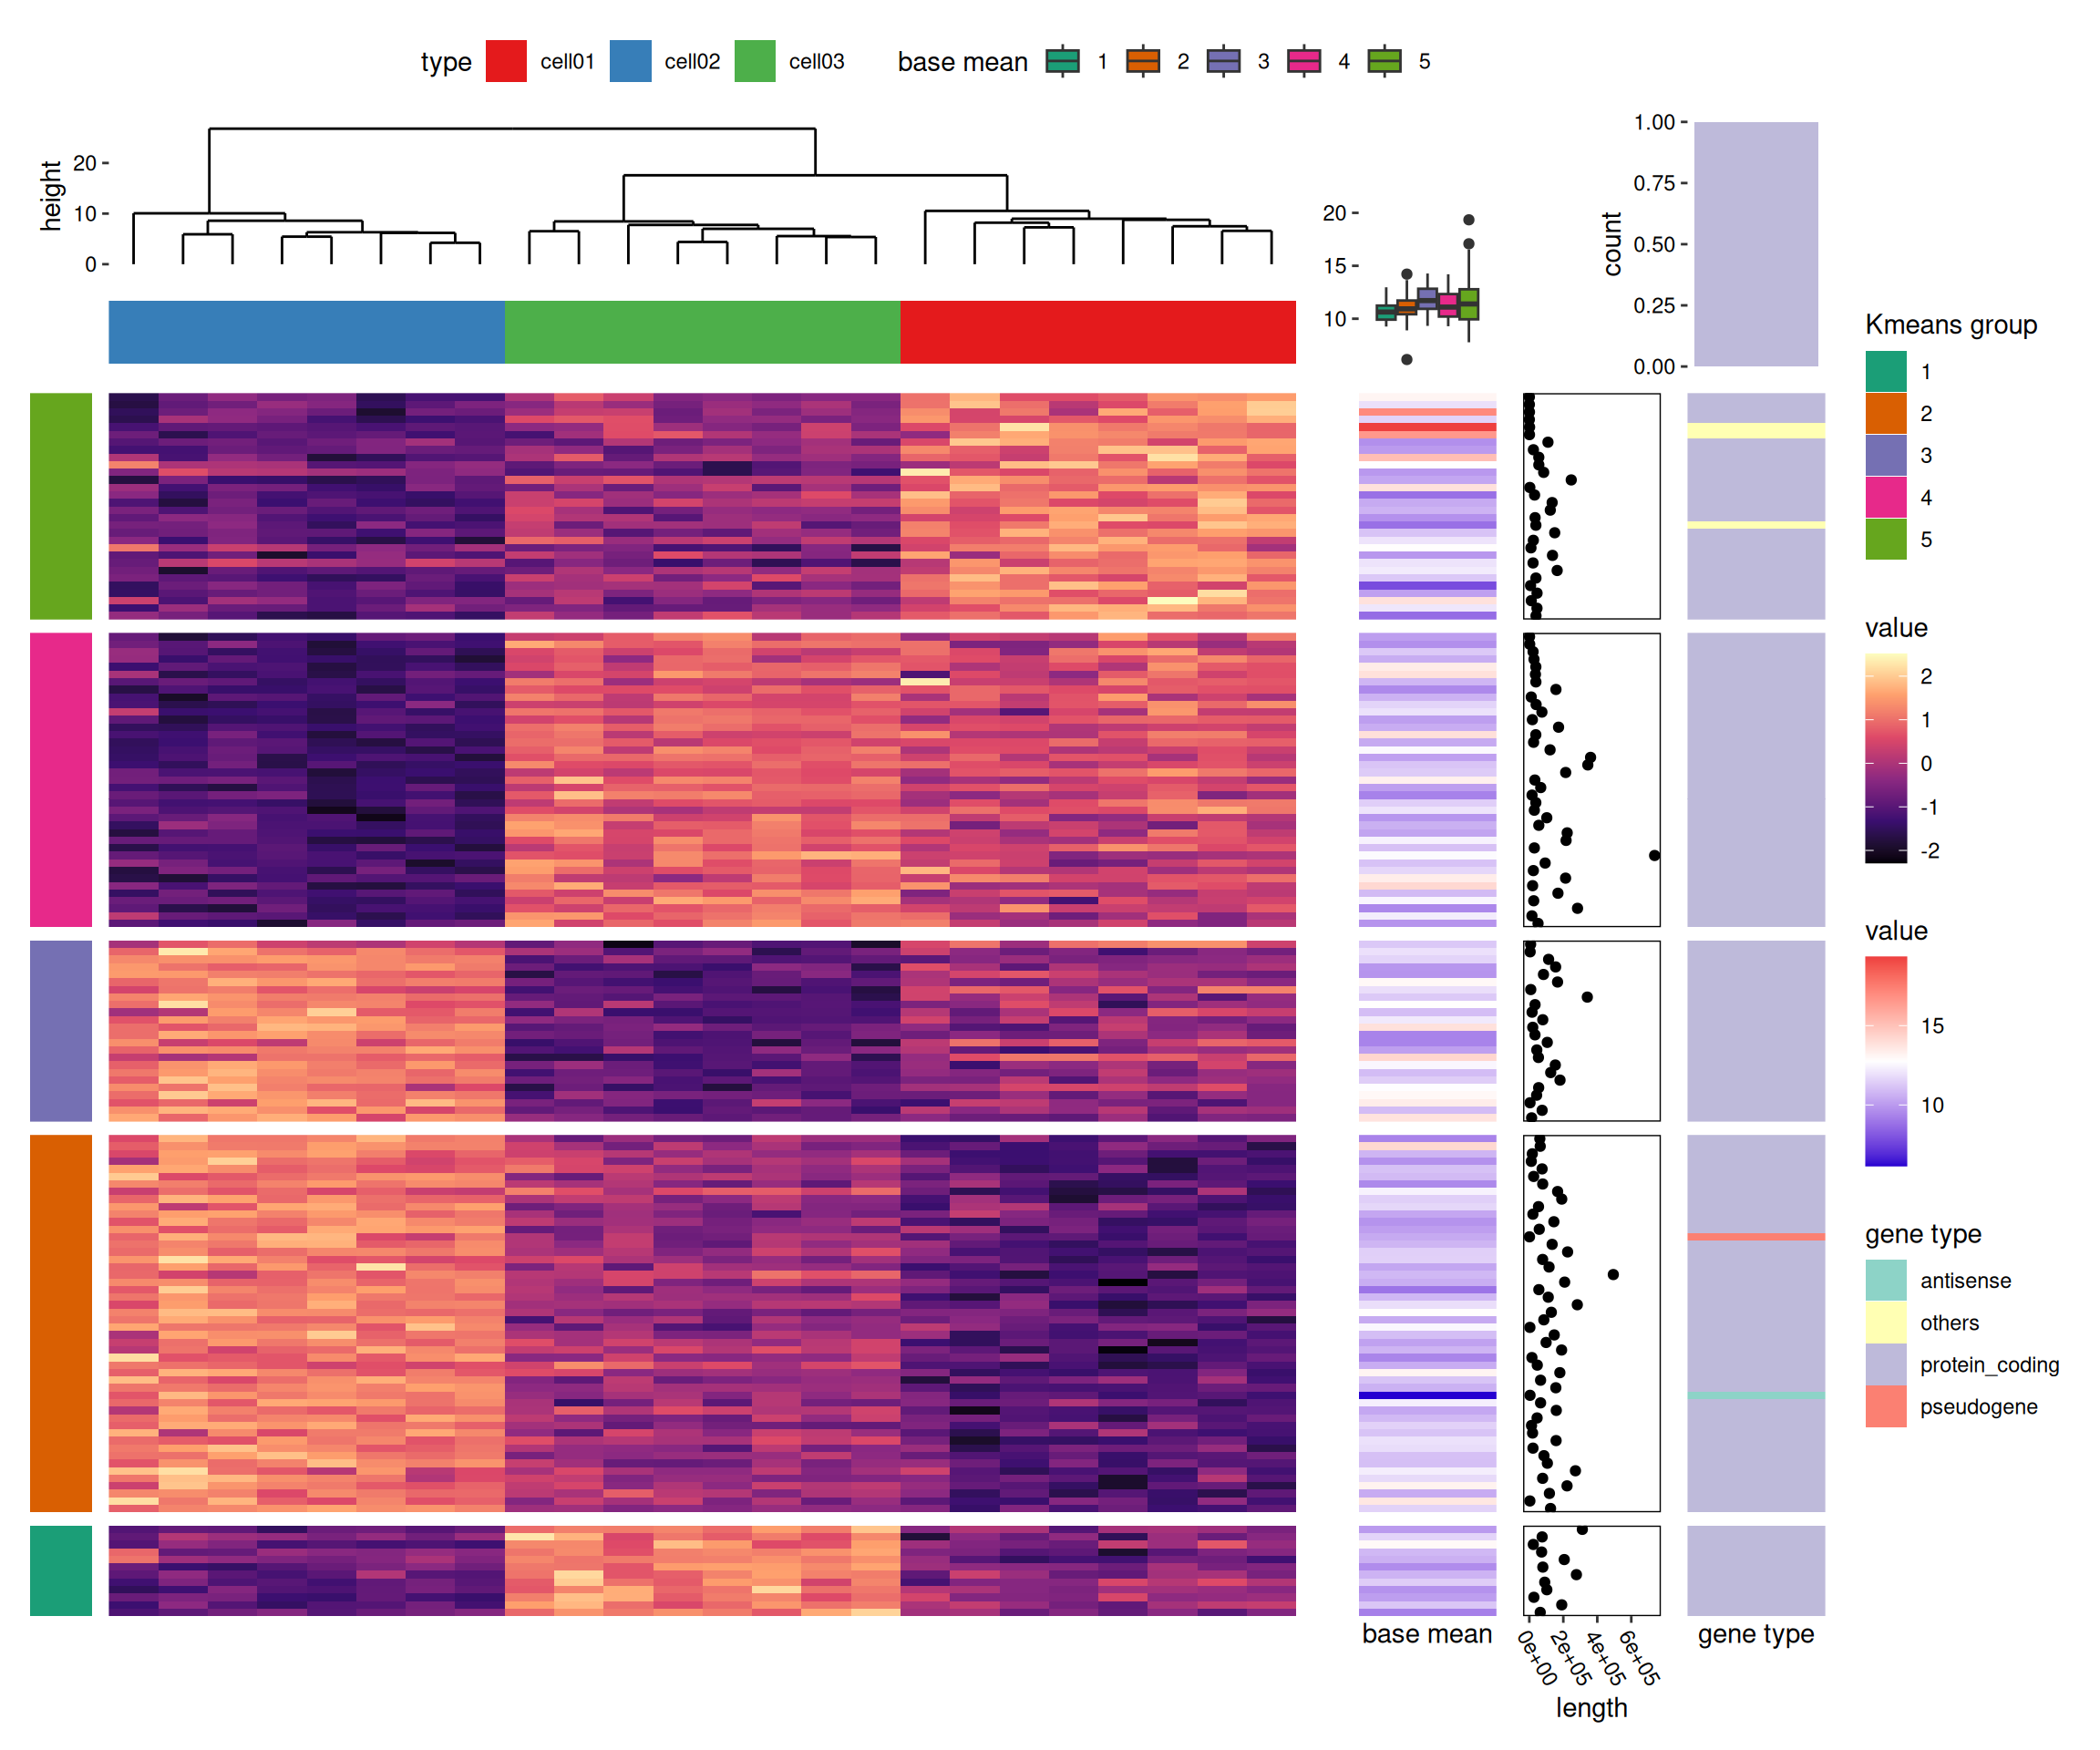 type cell01 cell02 cell03 base mean 1 2 3 4 5
height
20
10
0
20
15
10
count
1.00
0.75
0.50
0.25
0.00
Kmeans group
1
2
3
4
5
value
2
1
0
-1
-2
value
15
10
gene type
antisense
others
protein_coding
pseudogene
base mean
0e+00 2e+05 4e+05 6e+05
length
gene type